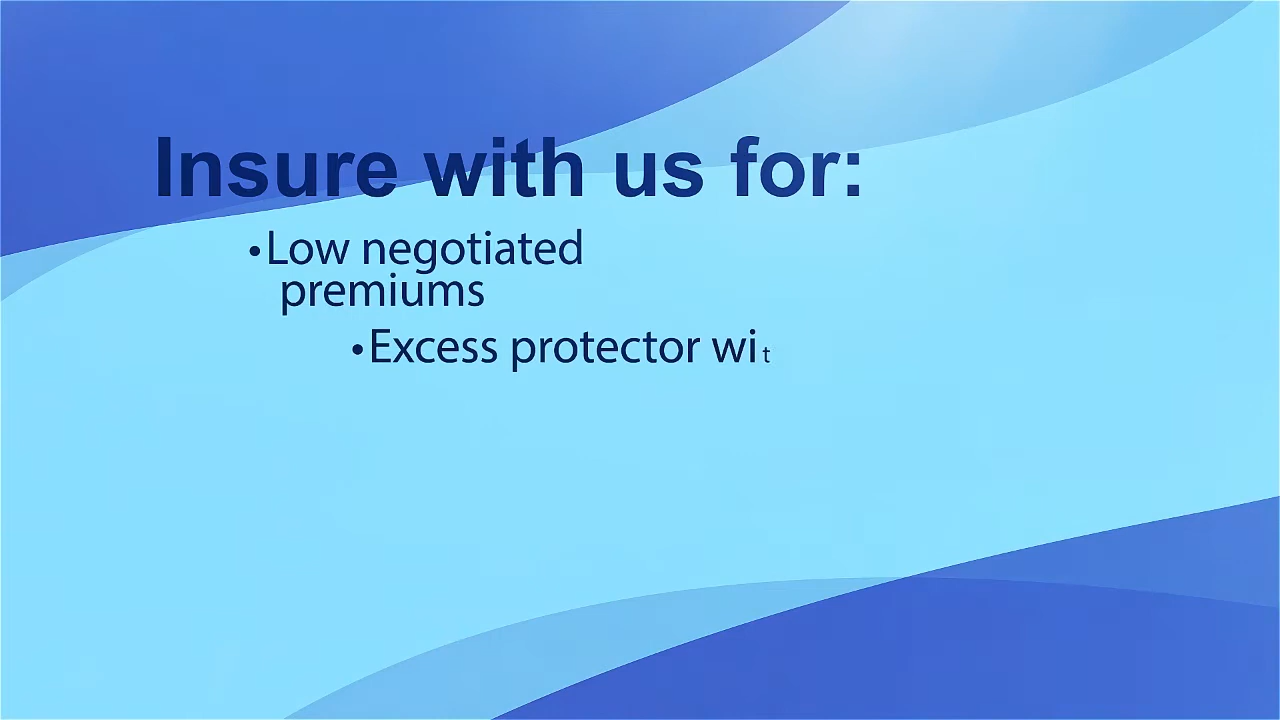 Insure with us for:
•Low negotiated
premiums
•Excess protector wit